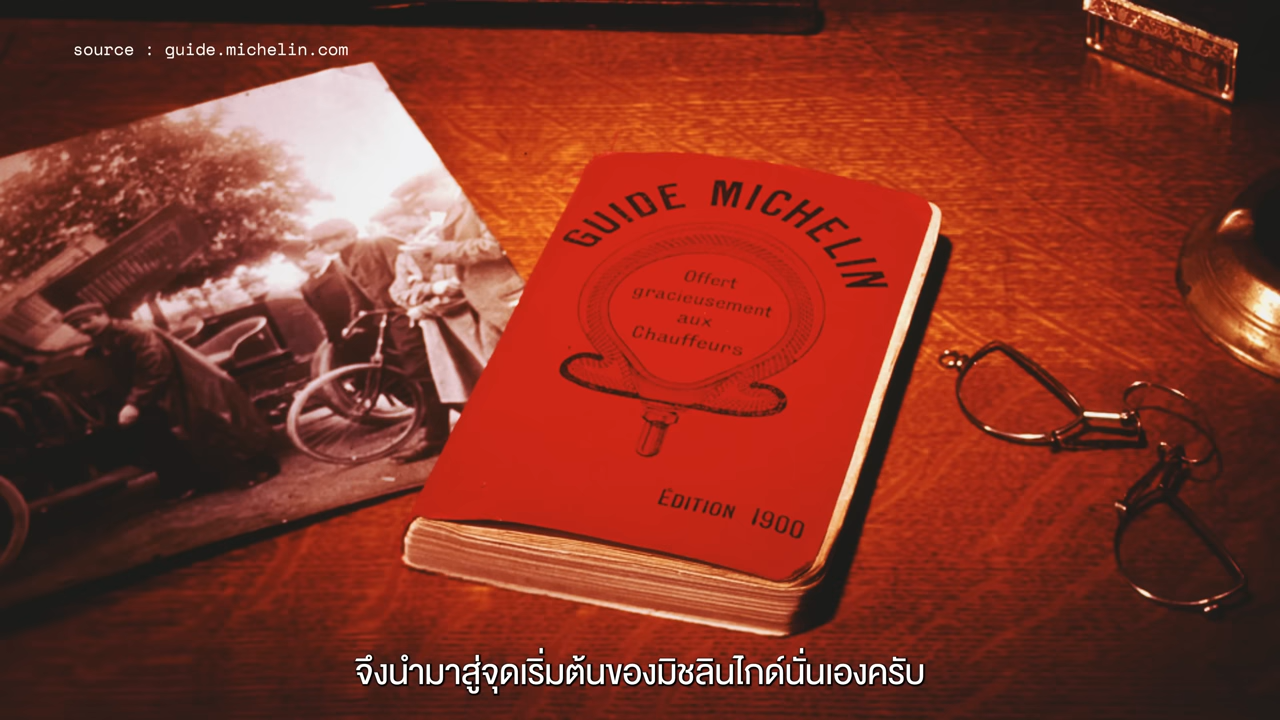 source : guide.michelin.com
GUIDE MICHELIN
Offert
gracieusement
aux
Chauffeurs
ÉDITION 1900
จึงนำมาสู่จุดเริ่มต้นของมิชลินไกด์นั่นเองครับ